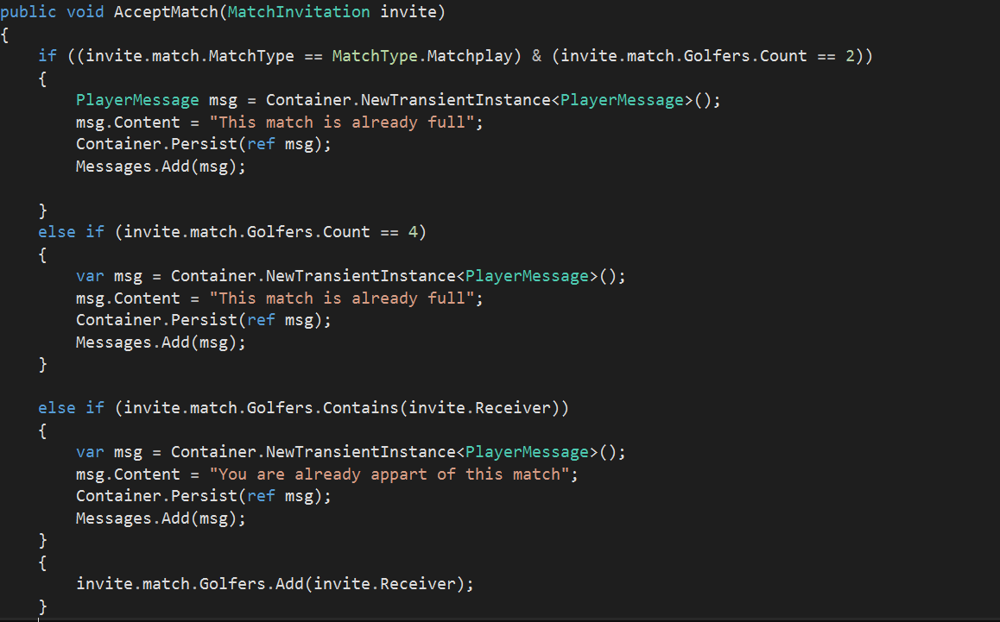 public void AcceptMatch(MatchInvitation invite)
{
    if ((invite.match.MatchType == MatchType.Matchplay) & (invite.match.Golfers.Count == 2))
    {
        PlayerMessage msg = Container.NewTransientInstance<PlayerMessage>();
        msg.Content = "This match is already full";
        Container.Persist(ref msg);
        Messages.Add(msg);

    }
    else if (invite.match.Golfers.Count == 4)
    {
        var msg = Container.NewTransientInstance<PlayerMessage>();
        msg.Content = "This match is already full";
        Container.Persist(ref msg);
        Messages.Add(msg);
    }

    else if (invite.match.Golfers.Contains(invite.Receiver))
    {
        var msg = Container.NewTransientInstance<PlayerMessage>();
        msg.Content = "You are already appart of this match";
        Container.Persist(ref msg);
        Messages.Add(msg);
    }
    {
        invite.match.Golfers.Add(invite.Receiver);
    }